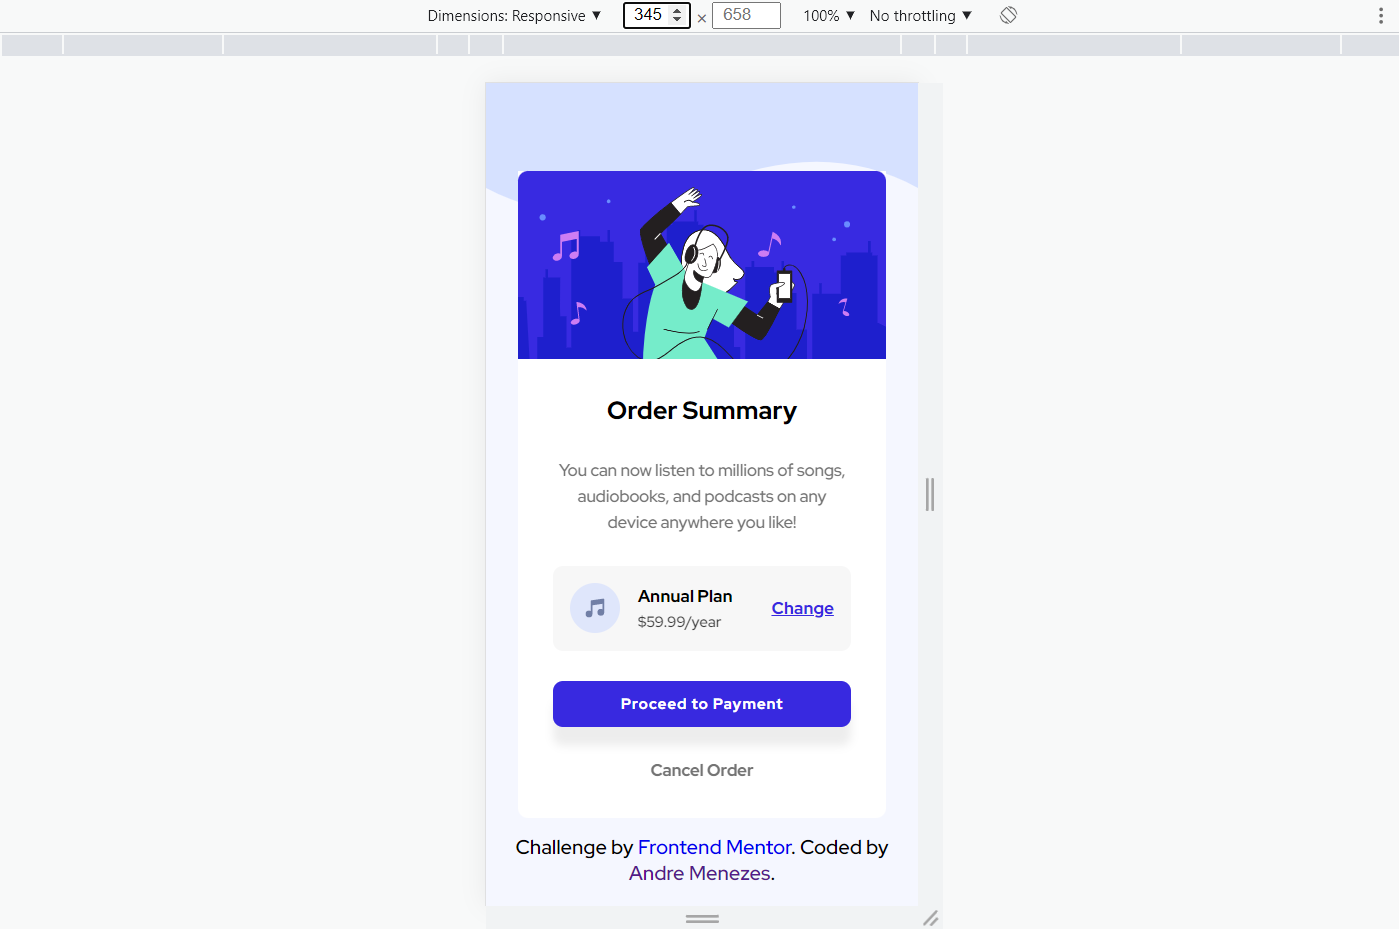 Dimensions: Responsive ▼ 345 × 658 100% ▼ No throttling ▼
Order Summary
You can now listen to millions of songs,
audiobooks, and podcasts on any
device anywhere you like!
Annual Plan
$59.99/year
Change
Proceed to Payment
Cancel Order
Challenge by Frontend Mentor. Coded by
Andre Menezes.